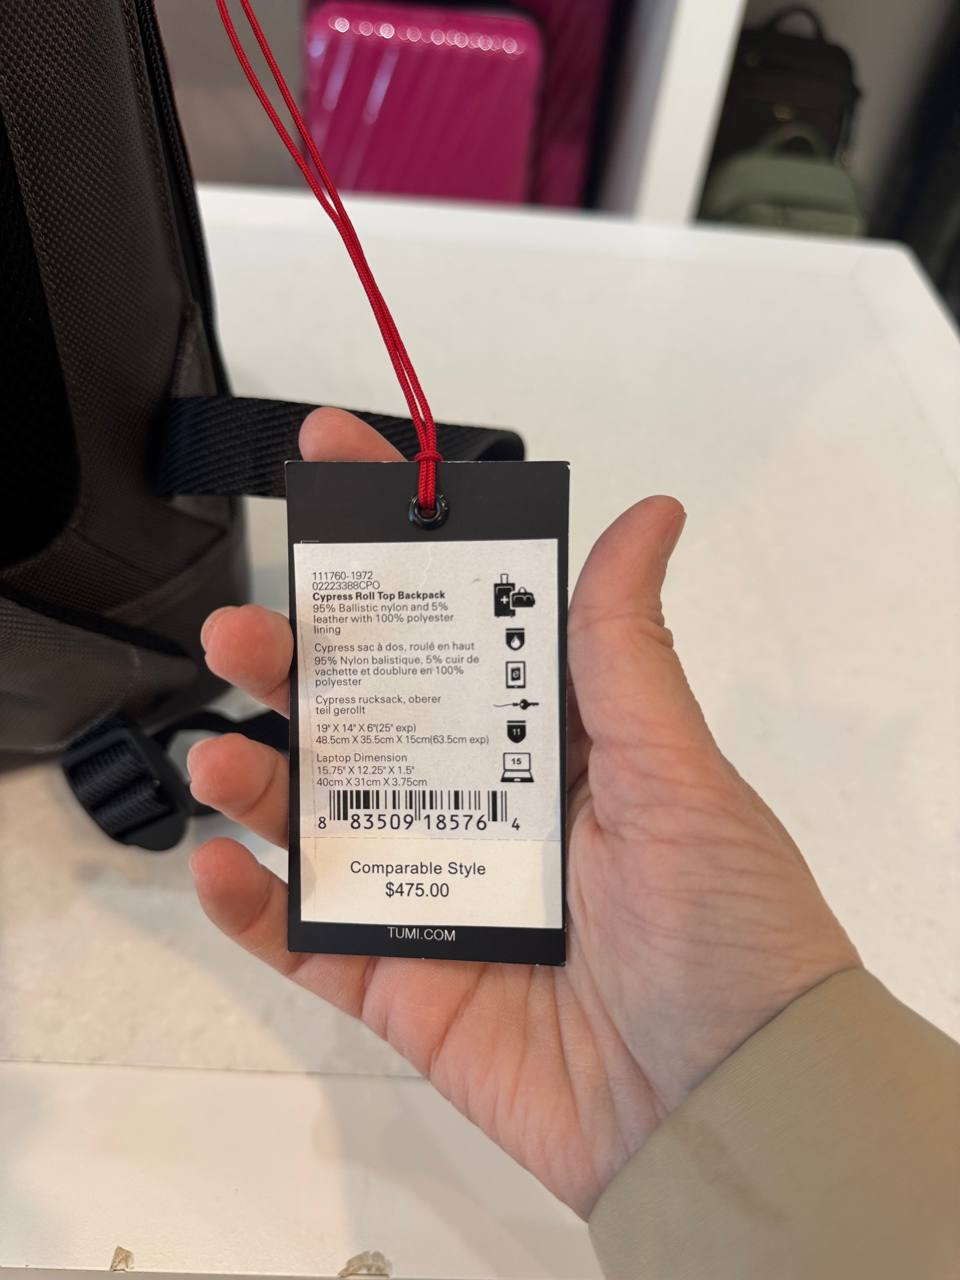 111760-1972
02223388CPO
Cypress Roll Top Backpack
95% Ballistic nylon and 5%
leather with 100% polyester
lining
Cypress sac à dos, roulé en haut
95% Nylon balistique, 5% cuir de
vachette et doublure en 100%
polyester
Cypress rucksack, oberer
teil gerollt
19" X 14" X 6"(25" exp)
48.5cm X 35.5cm X 15cm(63.5cm exp)
11
Laptop Dimension
15.75" X 12.25" X 1.5"
40cm X 31cm X 3.75cm
15
8 83509 18576 4
Comparable Style
$475.00
TUMI.COM